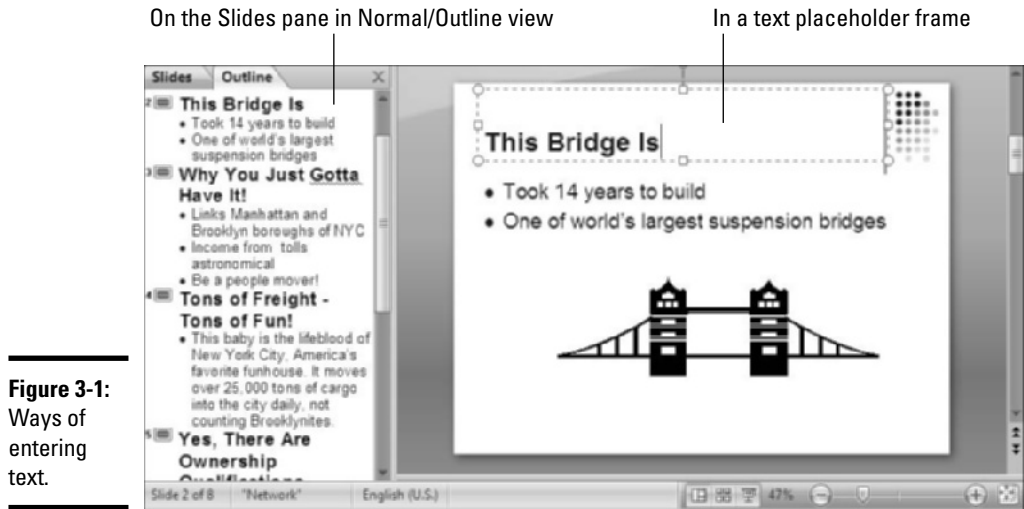 On the Slides pane in Normal/Outline view
In a text placeholder frame
Slides
Outline
2
This Bridge Is
• Took 14 years to build
• One of world's largest
suspension bridges
3
Why You Just Gotta
Have It!
• Links Manhattan and
Brooklyn boroughs of NYC
• Income from tolls
astronomical
• Be a people mover!
4
Tons of Freight -
Tons of Fun!
• This baby is the lifeblood of
New York City, America's
favorite funhouse. It moves
over 25,000 tons of cargo
into the city daily, not
counting Brooklynites.
5
Yes, There Are
Ownership
Qualifications
This Bridge Is
• Took 14 years to build
• One of world's largest suspension bridges
Slide 2 of 8
"Network"
English (U.S.)
47%
Figure 3-1:
Ways of
entering
text.